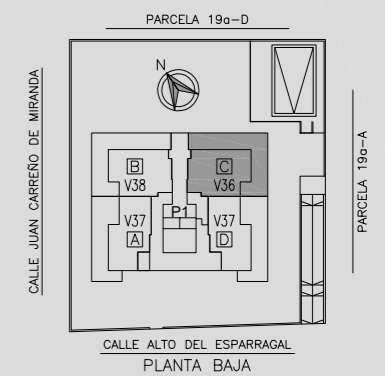 PARCELA 19a-D
CALLE JUAN CARREÑO DE MIRANDA
N
B
C
V38
V36
PARCELA 19a-A
P1
V37
V37
A
D
CALLE ALTO DEL ESPARRAGAL
PLANTA BAJA